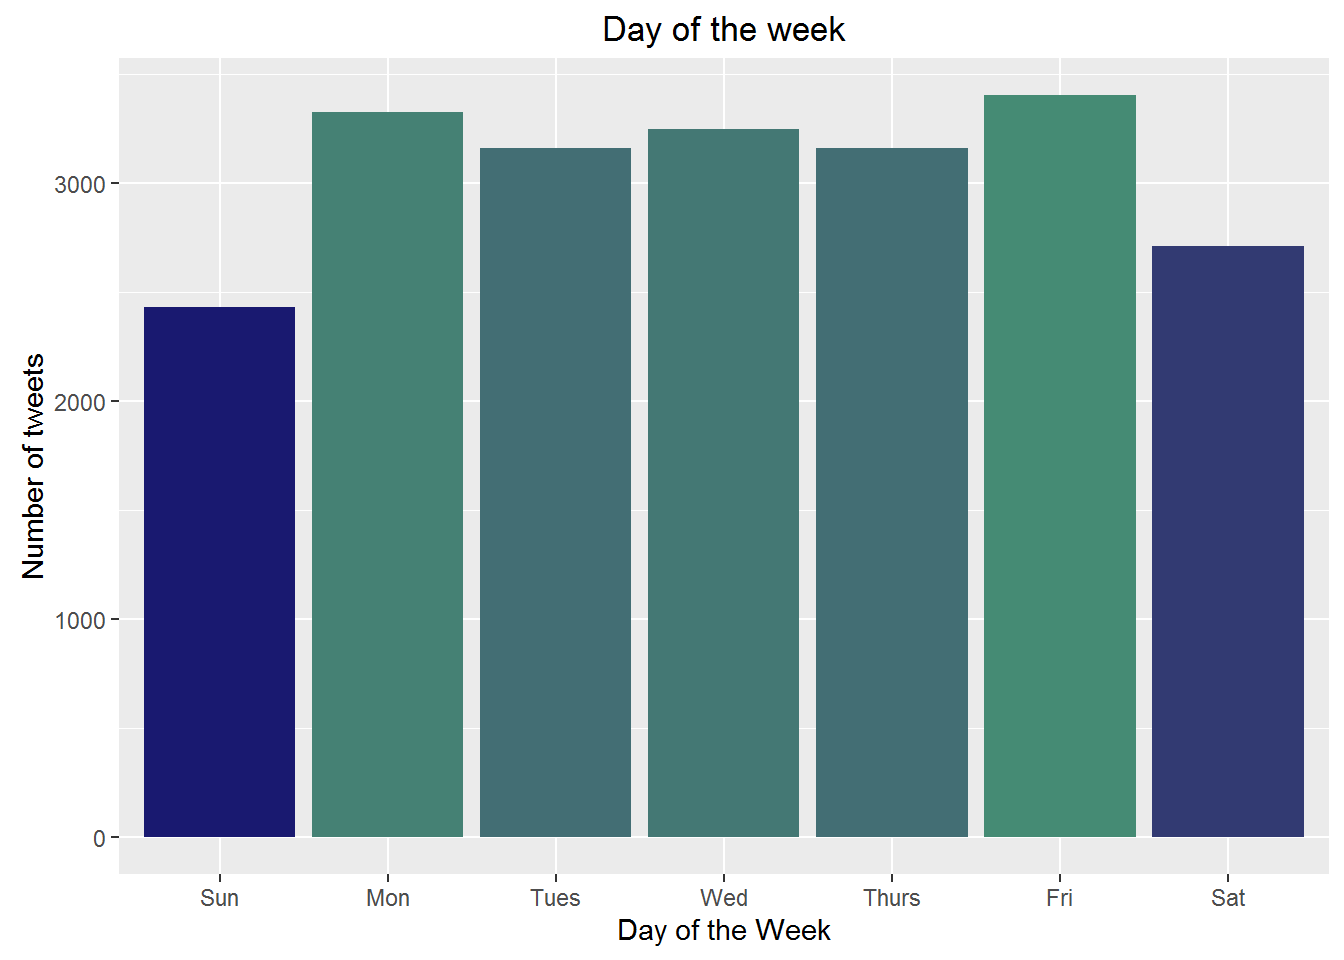 Day of the week
Number of tweets
3000
2000
1000
0
Sun Mon Tues Wed Thurs Fri Sat
Day of the Week